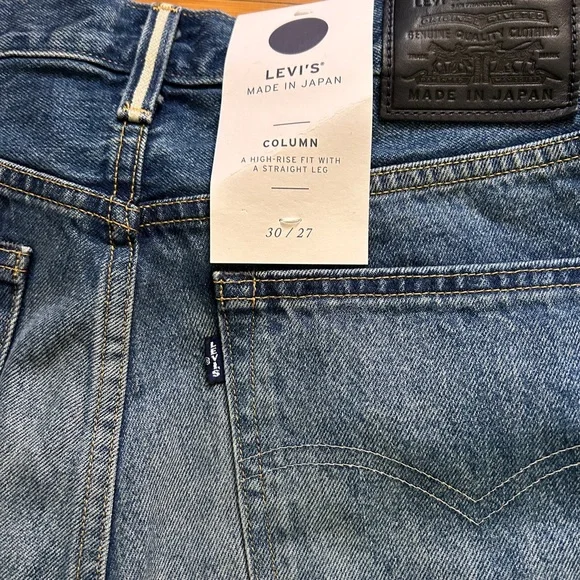 LEVI'S®
MADE IN JAPAN
COLUMN
A HIGH-RISE FIT WITH
A STRAIGHT LEG
30 / 27
GENUINE QUALITY CLOTHING
MADE IN JAPAN
LEVI'S